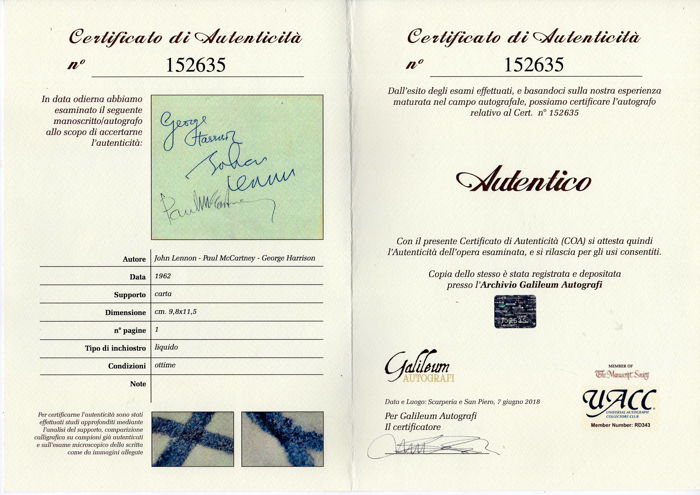 Certificato di Autenticità
n° 152635
In data odierna abbiamo
esaminato il seguente
manoscritto/autografo
allo scopo di accertarne
l'autenticità:
George
Harrison
John
Lennon
Paul McCartney
Autore John Lennon - Paul McCartney - George Harrison
Data 1962
Supporto carta
Dimensione cm. 9,8x11,5
n° pagine 1
Tipo di inchiostro liquido
Condizioni ottime
Note
Per certificarne l'autenticità sono stati
effettuati studi approfonditi mediante
l'analisi del supporto, comparizione
calligrafico su campioni già autenticati
e sull'esame microscopico dello scritto
come da immagini allegate
Certificato di Autenticità
n° 152635
Dall'esito degli esami effettuati, e basandoci sulla nostra esperienza
maturata nel campo autografale, possiamo certificare l'autografo
relativo al Cert. n° 152635
Autentico
Con il presente Certificato di Autenticità (COA) si attesta quindi
l'Autenticità dell'opera esaminata, e si rilascia per gli usi consentiti.
Copia dello stesso è stata registrata e depositata
presso l'Archivio Galileum Autografi
Galileum
AUTOGRAFI
Data e Luogo: Scarperia e San Piero, 7 giugno 2018
Per Galileum Autografi
Il certificatore
MEMBER OF
The Manuscript Society
UACC
UNIVERSAL AUTOGRAPH
COLLECTORS CLUB
Member Number: RD343